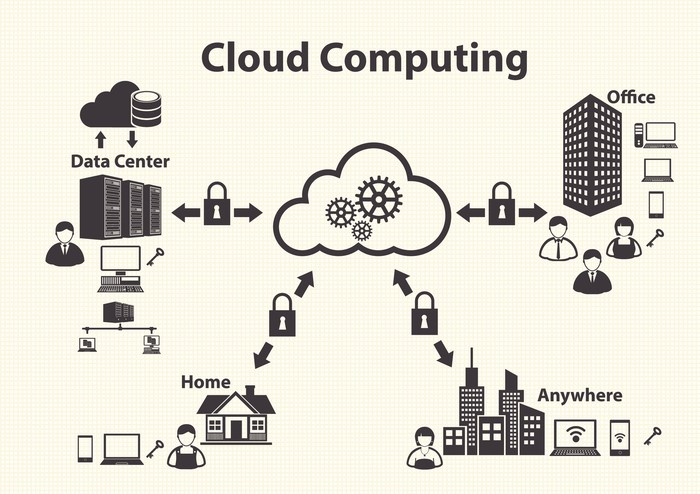 Cloud Computing
Office
Data Center
Home
Anywhere